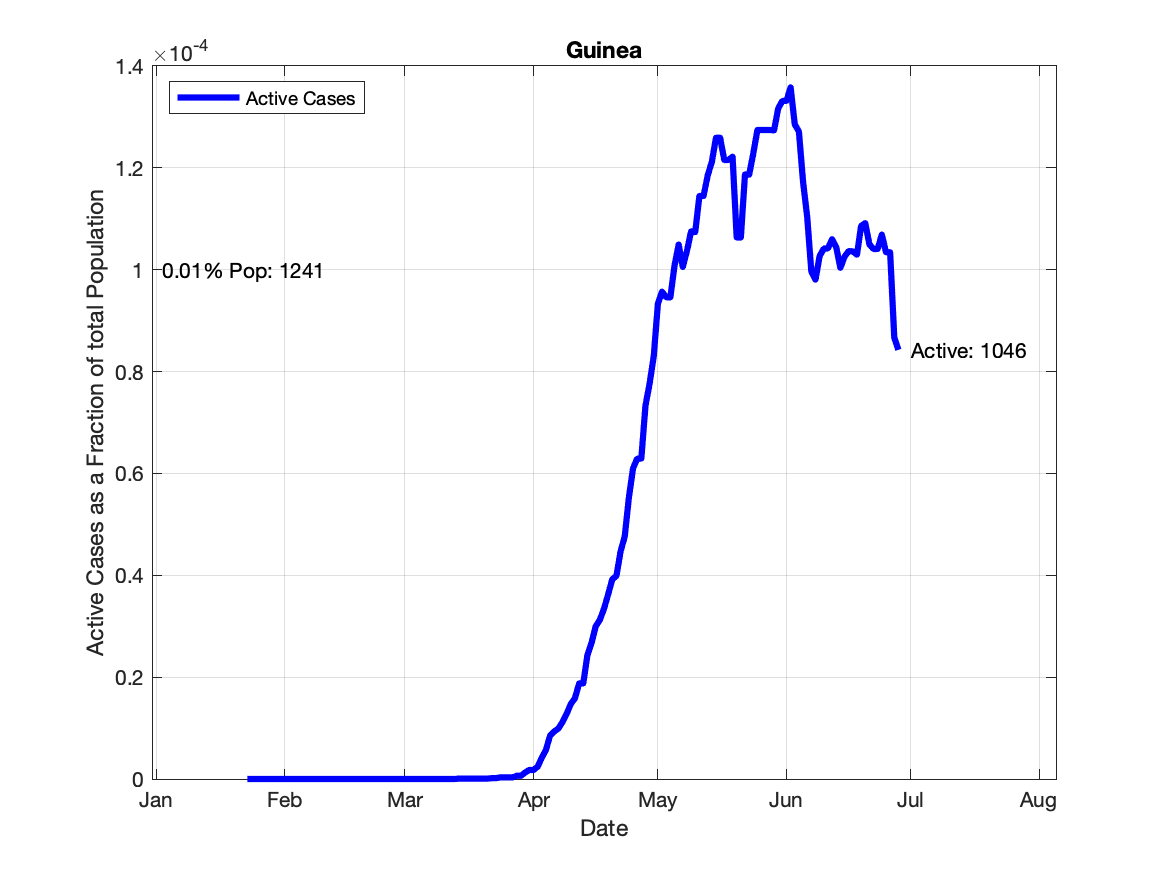 Guinea
×10-4
1.4
1.2
1
0.8
0.6
0.4
0.2
0
Active Cases
0.01% Pop: 1241
Active: 1046
Active Cases as a Fraction of total Population
Jan Feb Mar Apr May Jun Jul Aug
Date